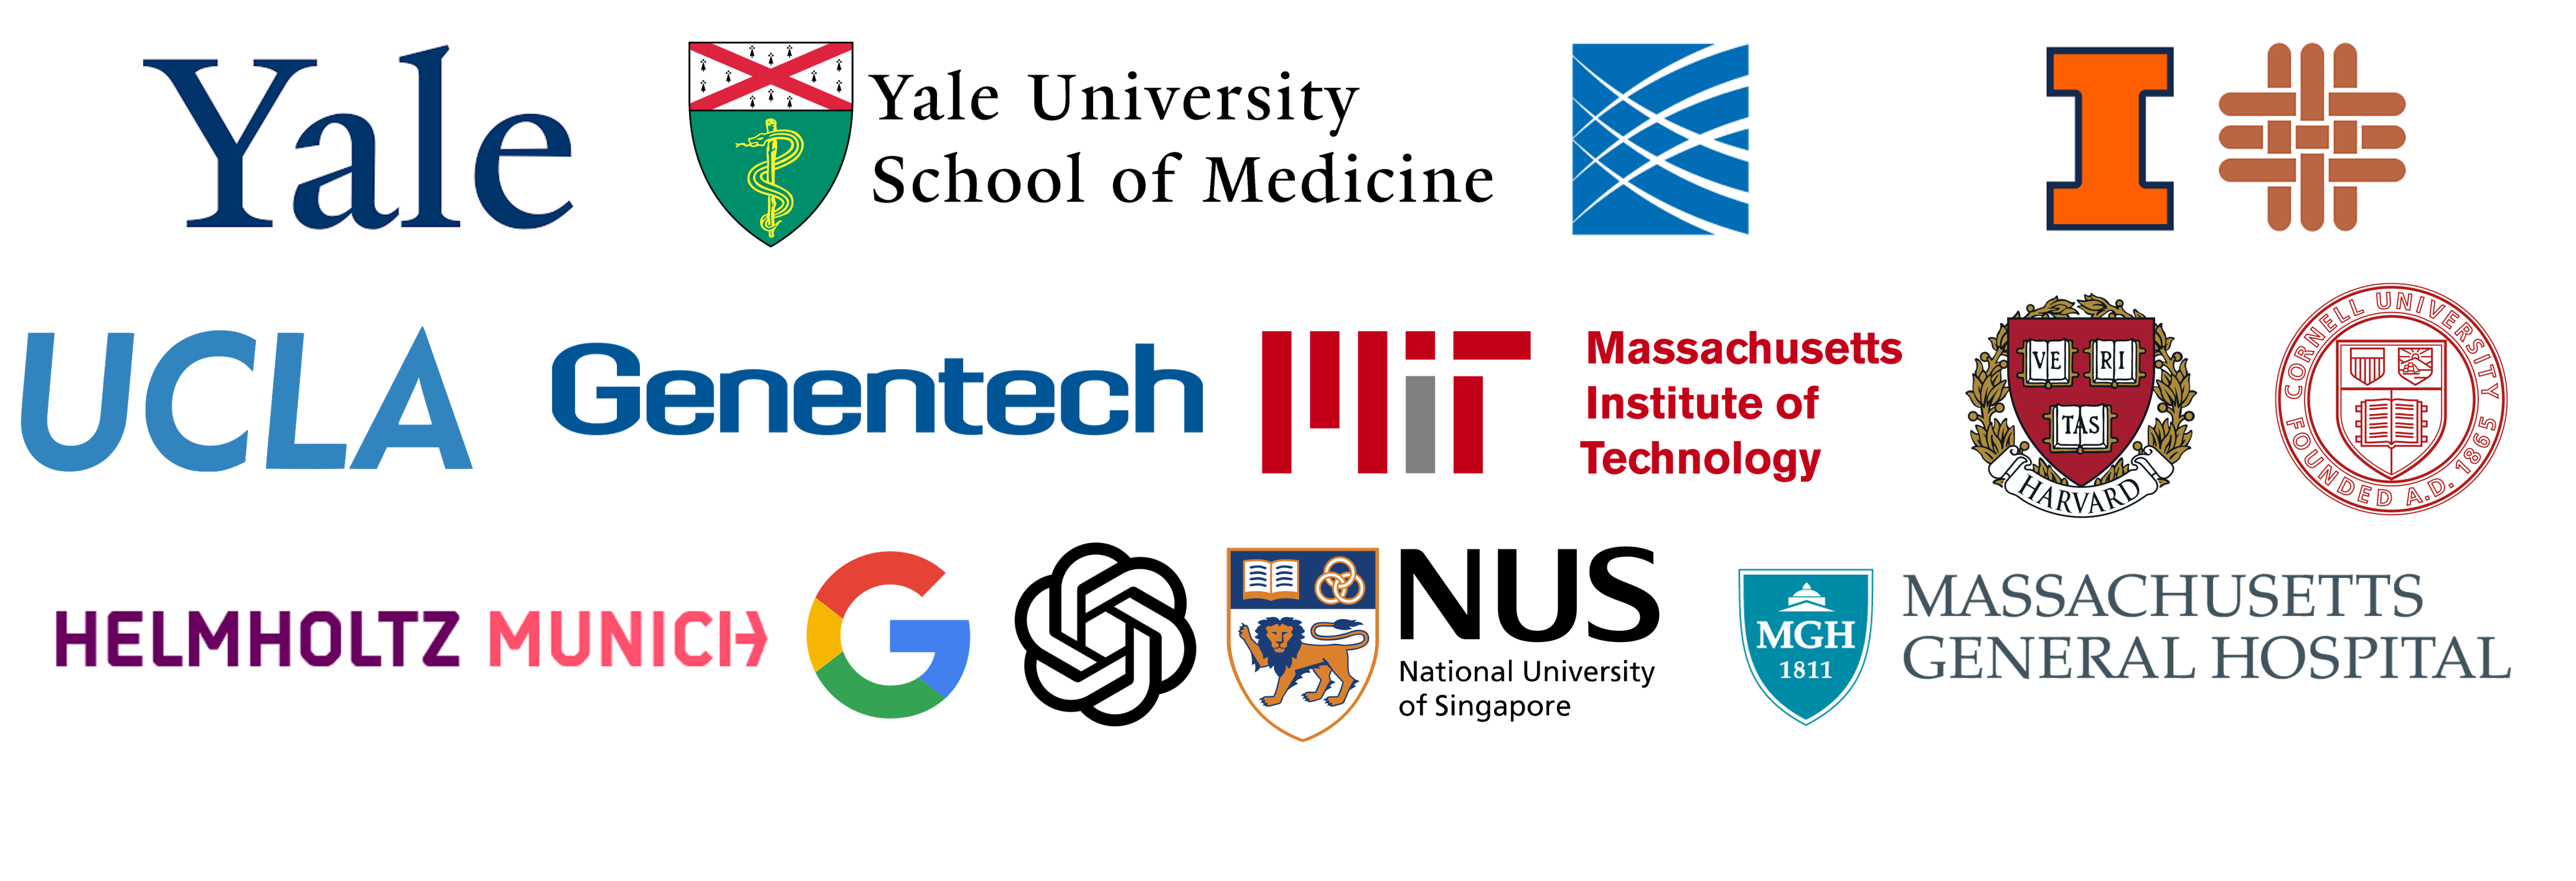 Yale
Yale University
School of Medicine
I
UCLA
Genentech
MIT
Massachusetts
Institute of
Technology
VE RI
TAS
HARVARD
CORNELL UNIVERSITY
FOUNDED A.D. 1865
HELMHOLTZ MUNICH
G
NUS
National University
of Singapore
MGH
1811
MASSACHUSETTS
GENERAL HOSPITAL